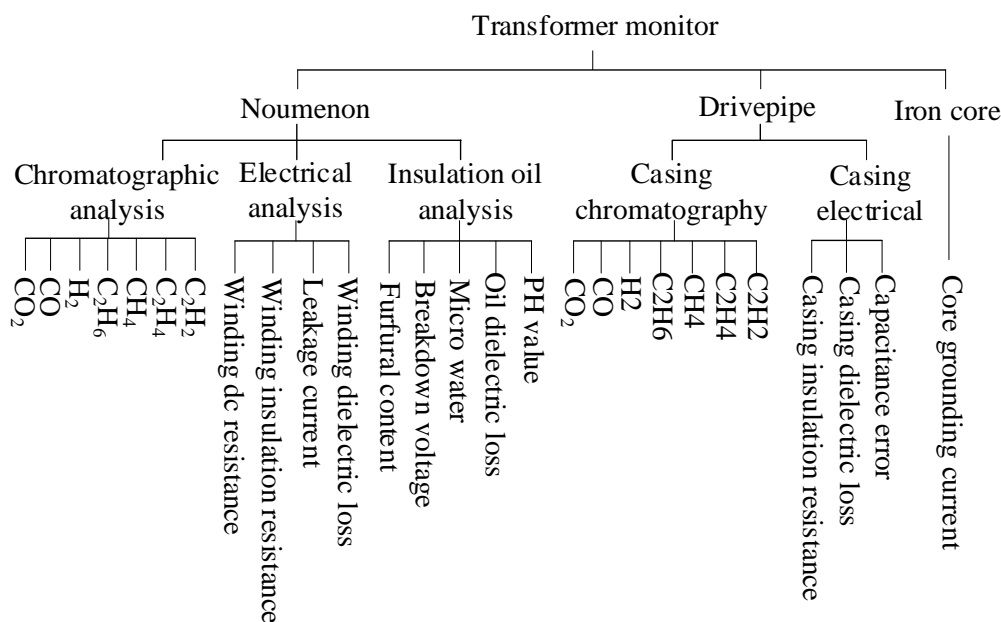 Transformer monitor
Noumenon
Drivepipe
Iron core
Chromatographic
analysis
Electrical
analysis
Insulation oil
analysis
Casing
chromatography
Casing
electrical
CO₂
CO
H₂
C₂H₆
CH₄
C₂H₄
C₂H₂
Winding dc resistance
Winding insulation resistance
Leakage current
Winding dielectric loss
Furfural content
Breakdown voltage
Micro water
Oil dielectric loss
PH value
CO₂
CO
H2
C2H6
CH4
C2H4
C2H2
Casing insulation resistance
Casing dielectric loss
Capacitance error
Core grounding current